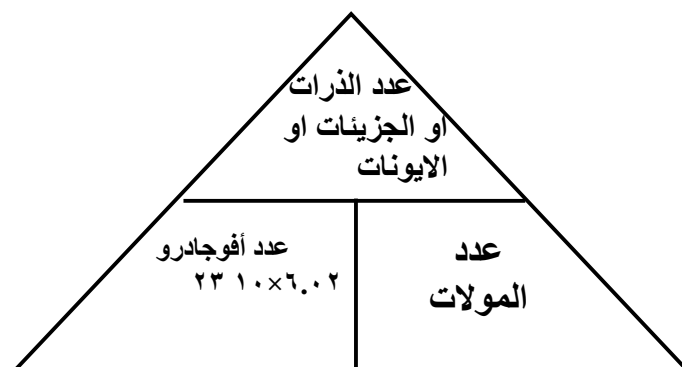 عدد الذرات
او الجزيئات او
الايونات
عدد
المولات
عدد أفوجادرو
٦.٠٢×١٠ ٢٣